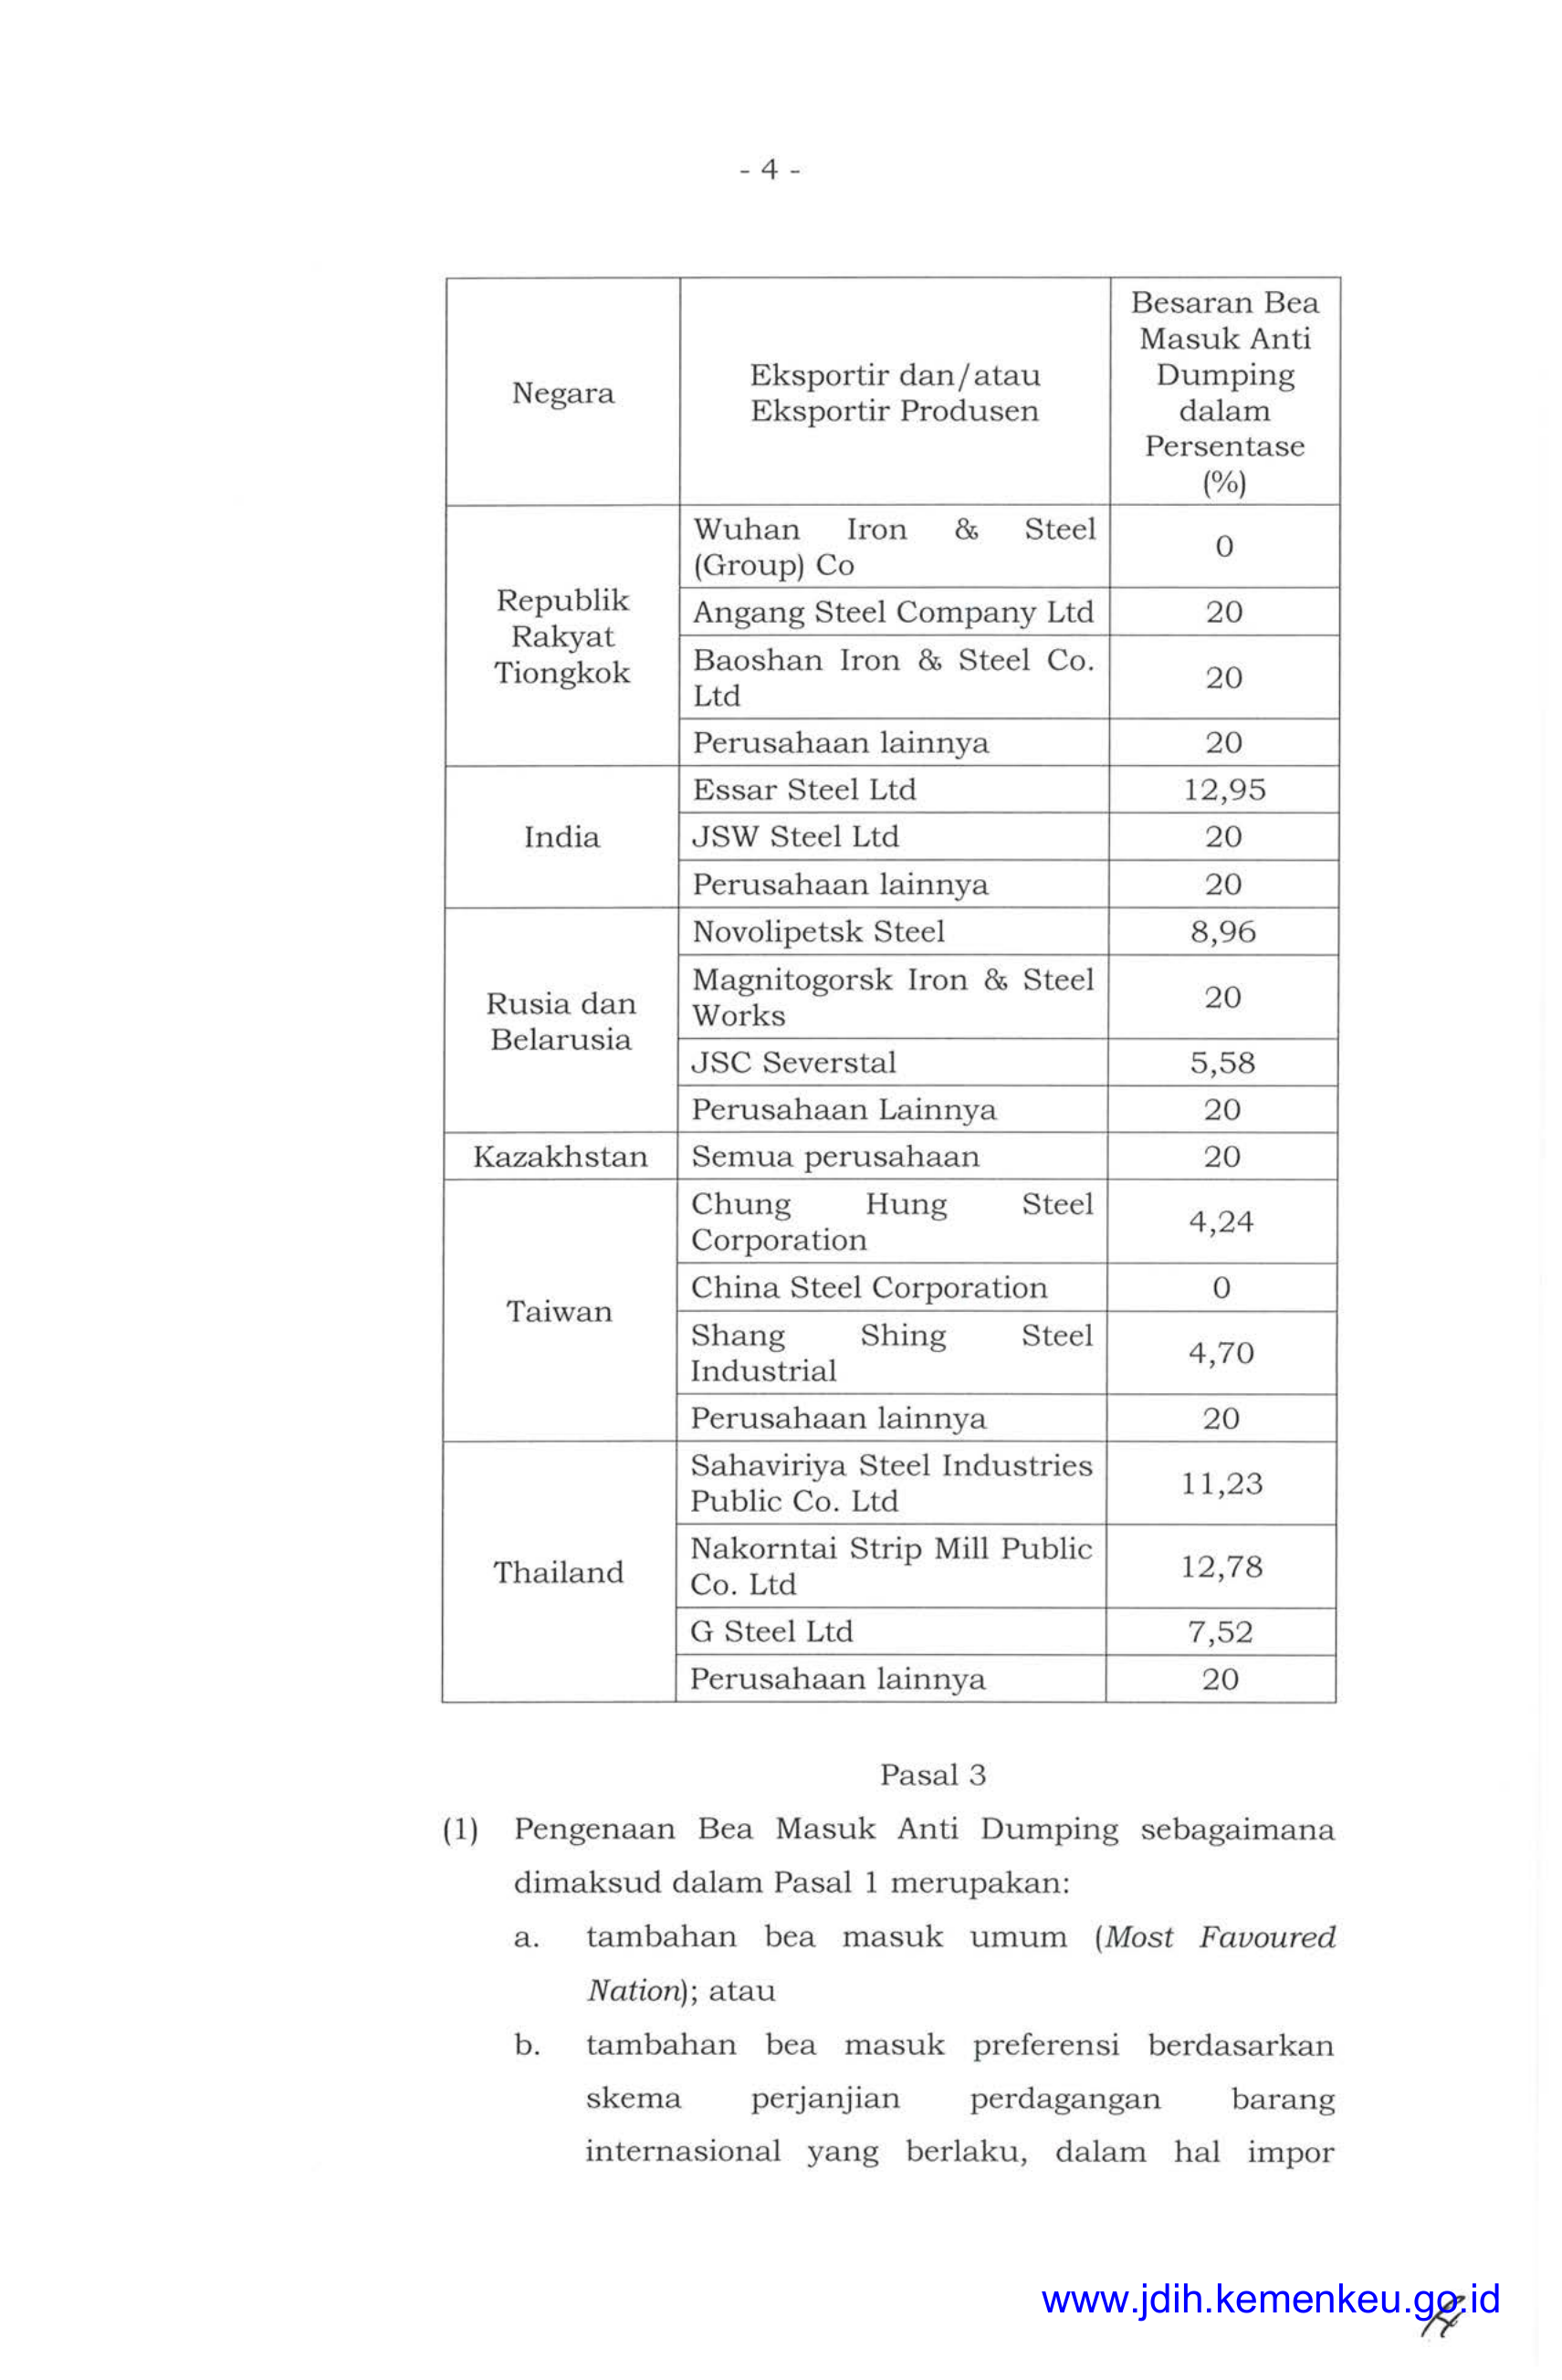 - 4 -
Negara
Eksportir dan/atau
Eksportir Produsen
Besaran Bea
Masuk Anti
Dumping
dalam
Persentase
(%)
Republik
Rakyat
Tiongkok
Wuhan Iron & Steel
(Group) Co
0
Angang Steel Company Ltd 20
Baoshan Iron & Steel Co.
Ltd
20
Perusahaan lainnya 20
India
Essar Steel Ltd 12,95
JSW Steel Ltd 20
Perusahaan lainnya 20
Rusia dan
Belarusia
Novolipetsk Steel 8,96
Magnitogorsk Iron & Steel
Works
20
JSC Severstal 5,58
Perusahaan Lainnya 20
Kazakhstan Semua perusahaan 20
Taiwan
Chung Hung Steel
Corporation
4,24
China Steel Corporation 0
Shang Shing Steel
Industrial
4,70
Perusahaan lainnya 20
Thailand
Sahaviriya Steel Industries
Public Co. Ltd
11,23
Nakorntai Strip Mill Public
Co. Ltd
12,78
G Steel Ltd 7,52
Perusahaan lainnya 20
Pasal 3
(1) Pengenaan Bea Masuk Anti Dumping sebagaimana
dimaksud dalam Pasal 1 merupakan:
a. tambahan bea masuk umum (Most Favoured
Nation); atau
b. tambahan bea masuk preferensi berdasarkan
skema perjanjian perdagangan barang
internasional yang berlaku, dalam hal impor
www.jdih.kemenkeu.go.id